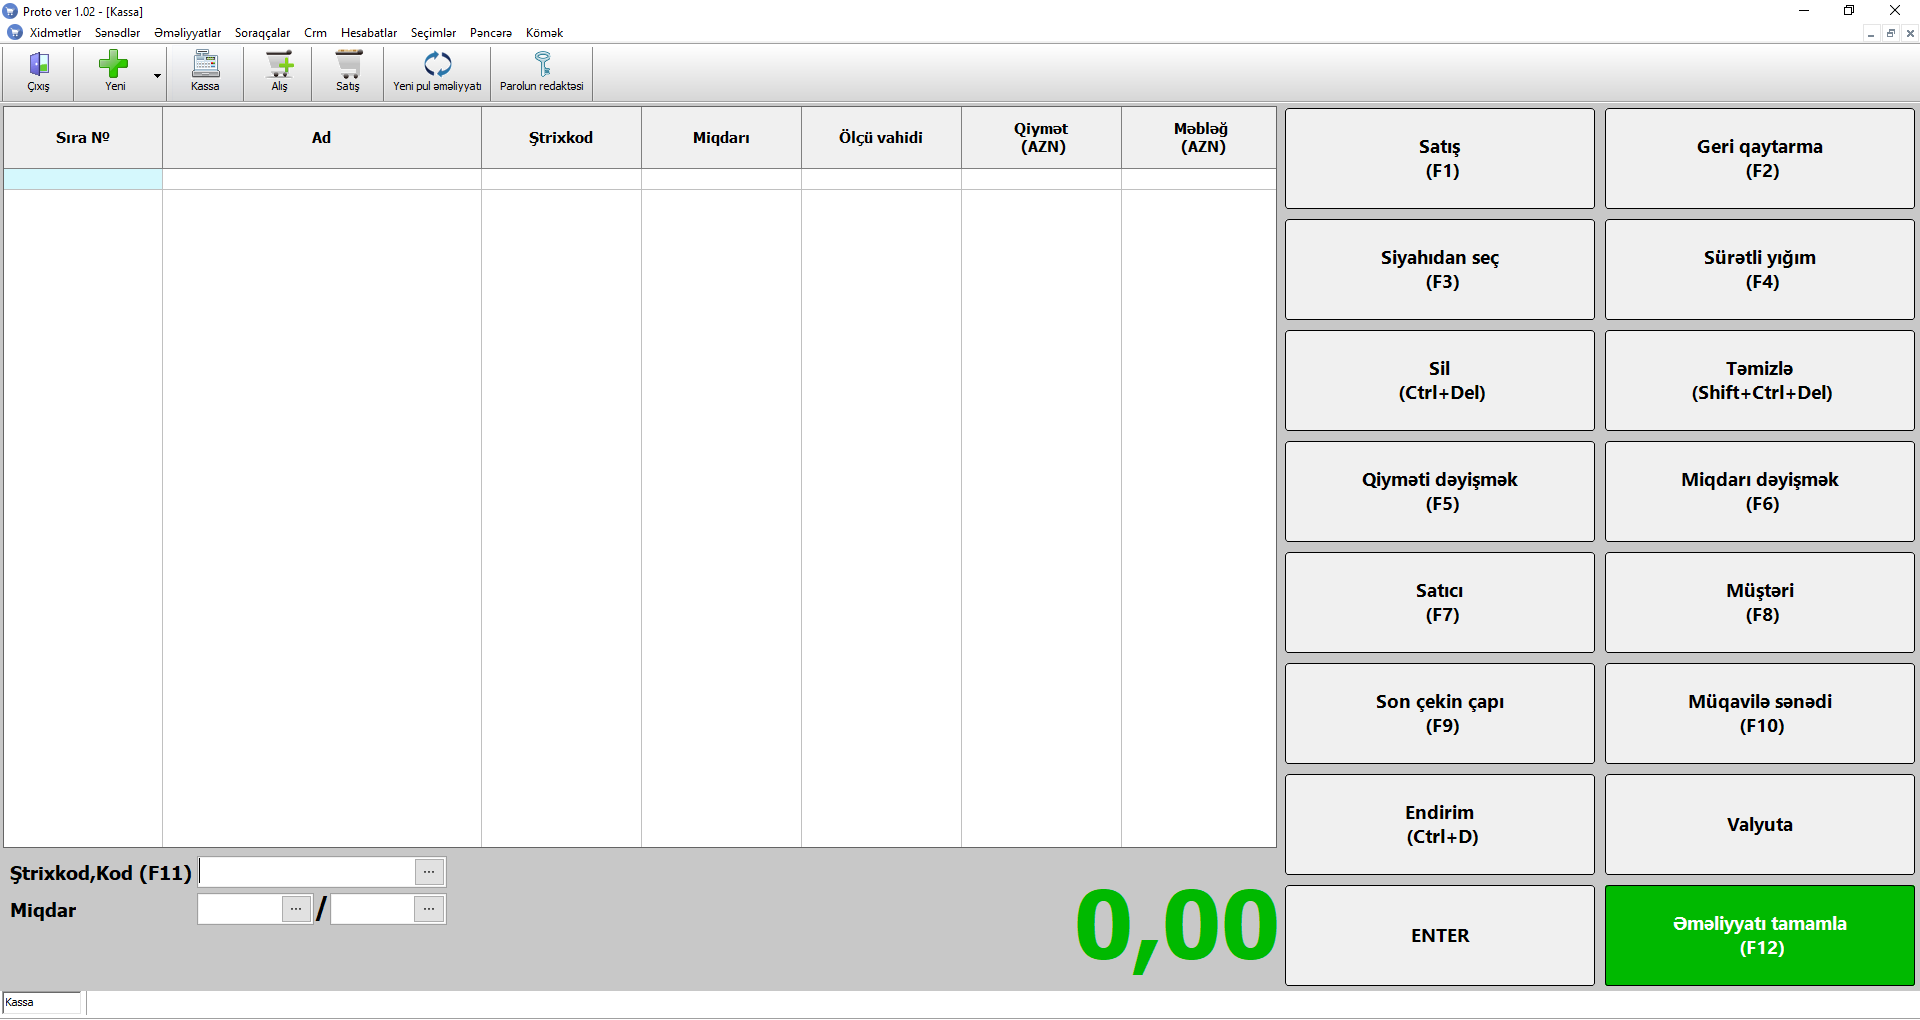 Proto ver 1.02 - [Kassa]
Xidmətlər Sənədlər Əməliyyatlar Soraqçalar Crm Hesabatlar Seçimlər Pəncərə Kömək
Çıxış Yeni Kassa Alış Satış Yeni pul əməliyyatı Parolun redaktəsi
Sıra №
Ad
Ştrixkod
Miqdarı
Ölçü vahidi
Qiymət
(AZN)
Məbləğ
(AZN)
Satış
(F1)
Geri qaytarma
(F2)
Siyahıdan seç
(F3)
Sürətli yığım
(F4)
Sil
(Ctrl+Del)
Təmizlə
(Shift+Ctrl+Del)
Qiyməti dəyişmək
(F5)
Miqdarı dəyişmək
(F6)
Satıcı
(F7)
Müştəri
(F8)
Son çekin çapı
(F9)
Müqavilə sənədi
(F10)
Endirim
(Ctrl+D)
Valyuta
ENTER
Əməliyyatı tamamla
(F12)
Ştrixkod,Kod (F11) ...
Miqdar ... / ...
0,00
Kassa